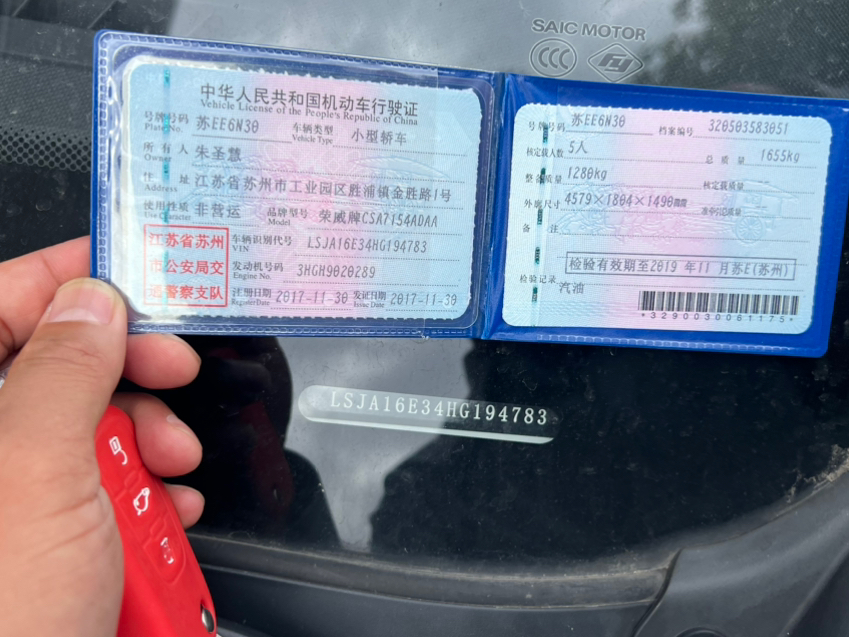 SAIC MOTOR
CCC
中华人民共和国机动车行驶证
Vehicle License of the People's Republic of China
号牌号码 苏EE6N30 车辆类型 小型轿车
Plate No. Vehicle Type
所有人 朱圣慧
Owner
住址 江苏省苏州市工业园区胜浦镇金胜路1号
Address
使用性质 非营运 品牌型号 荣威牌CSA7154ADAA
Use Character Model
江苏省苏州
市公安局交
通警察支队
车辆识别代号 LSJA16E34HG194783
VIN
发动机号码 3HGH9020289
Engine No.
注册日期 2017-11-30 发证日期 2017-11-30
Register Date Issue Date
号牌号码 苏EE6N30 档案编号 320503583051
核定载人数 5人 总质量 1655kg
整备质量 1280kg 核定载质量
外廓尺寸 4579×1804×1490mm 准牵引总质量
备注
检验有效期至2019年11月苏E(苏州)
检验记录
汽油
*3290030061175*
LSJA16E34HG194783